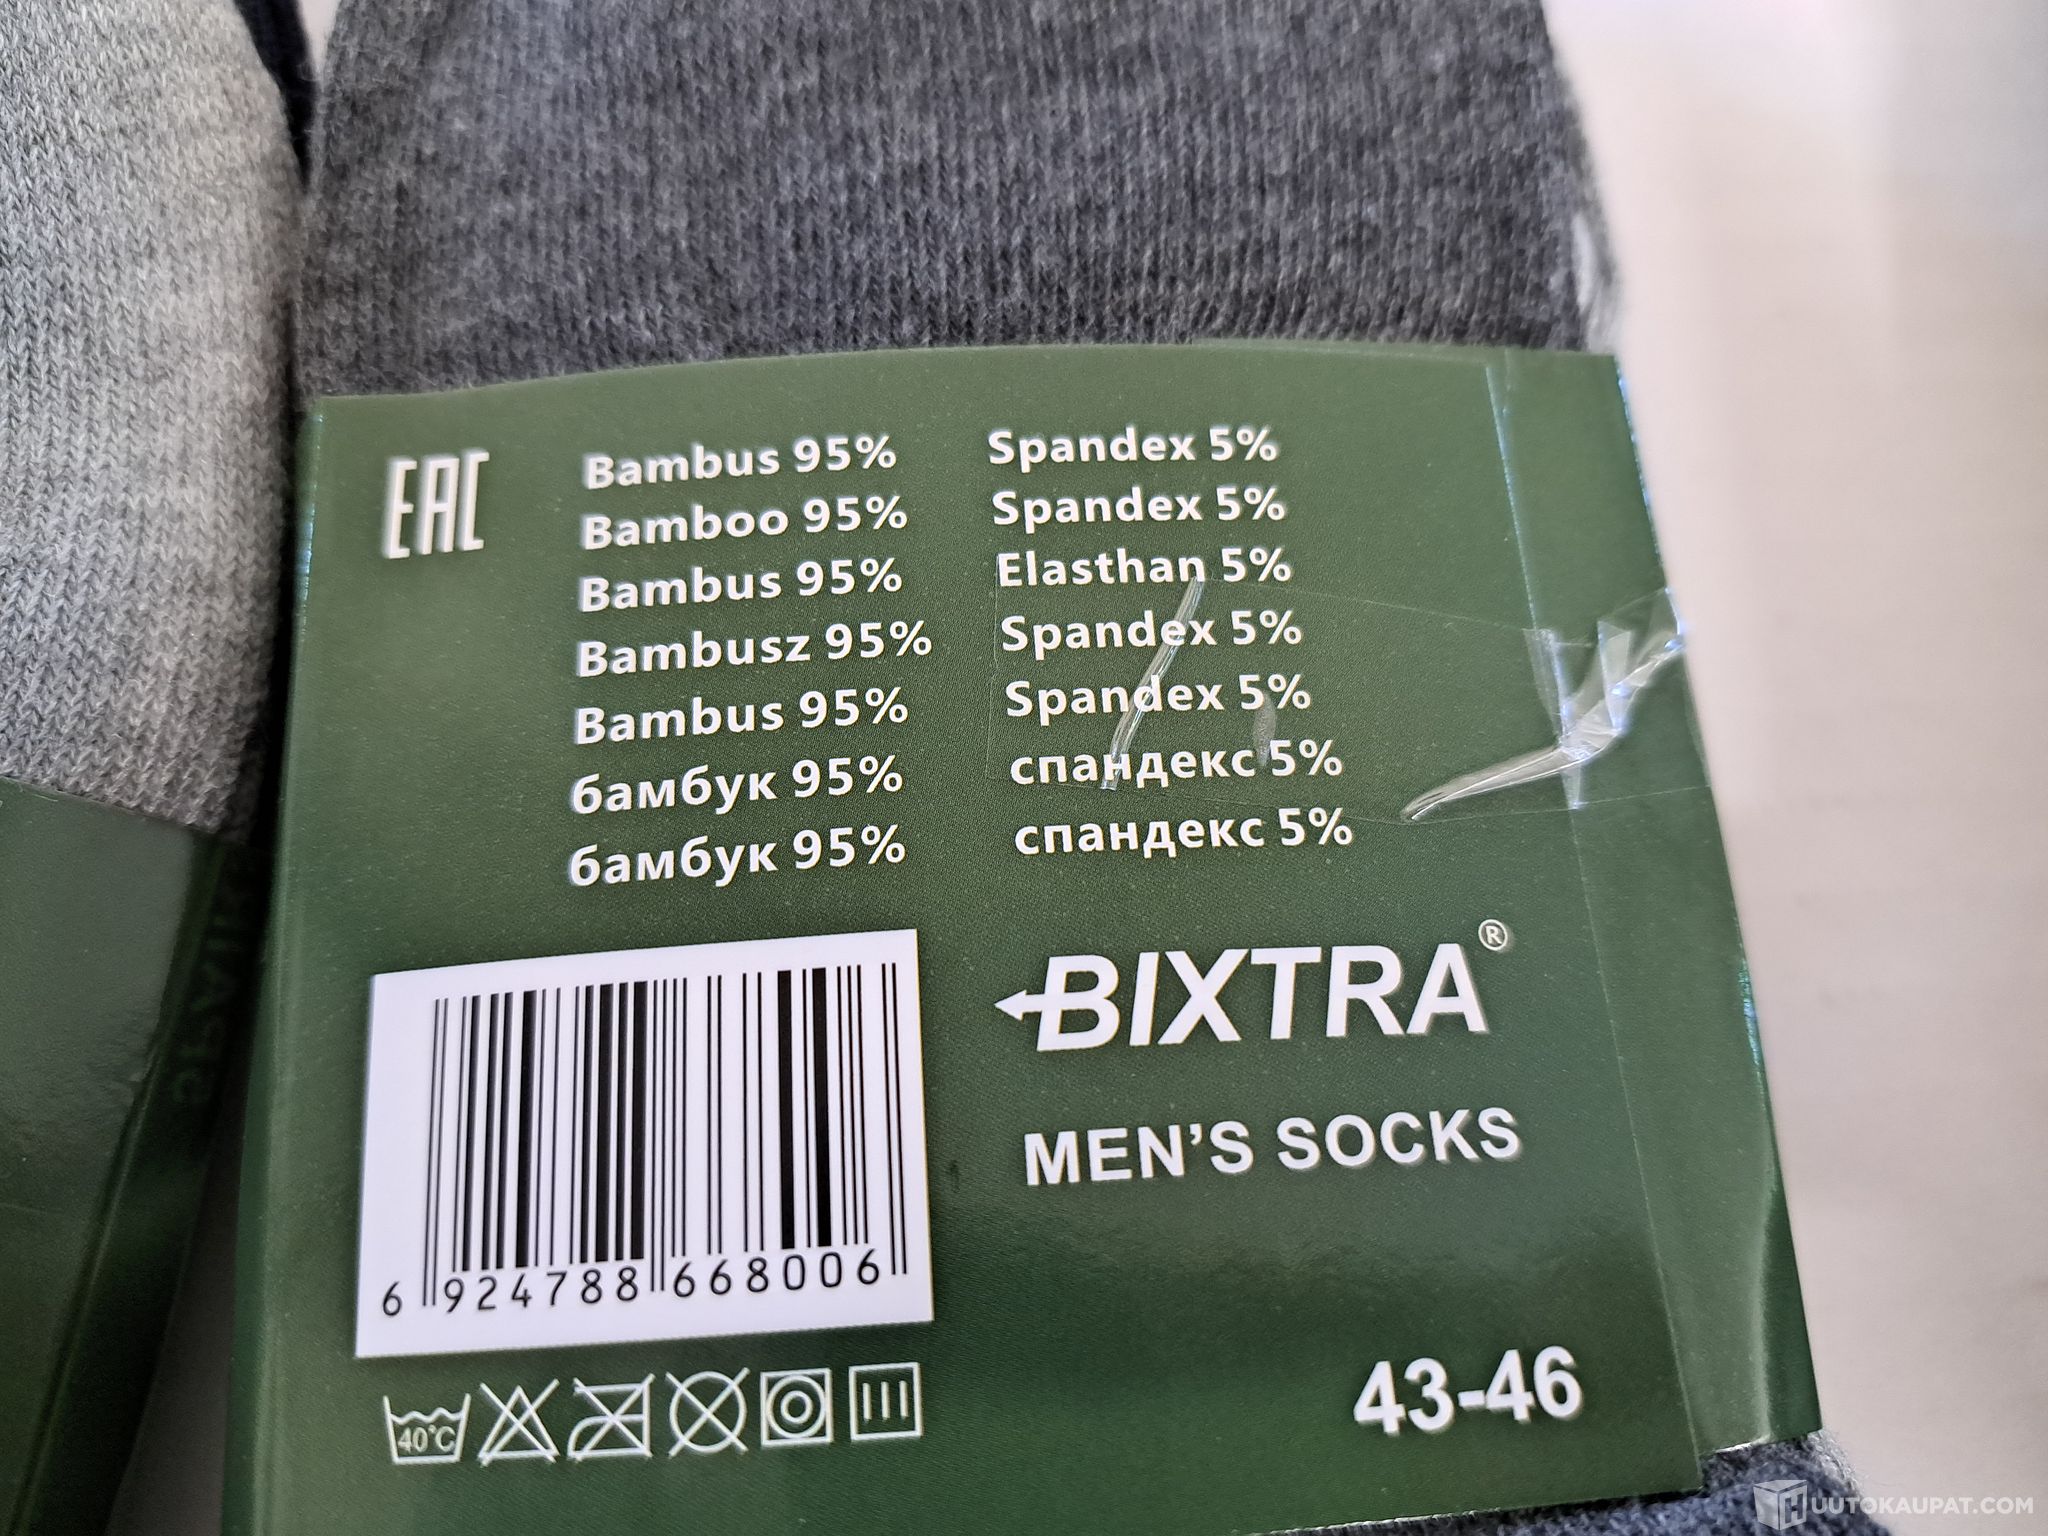 EAC
Bambus 95% Spandex 5%
Bamboo 95% Spandex 5%
Bambus 95% Elasthan 5%
Bambusz 95% Spandex 5%
Bambus 95% Spandex 5%
бамбук 95% спандекс 5%
бамбук 95% спандекс 5%
BIXTRA®
MEN'S SOCKS
6 924788 668006
40°C
43-46
HUUTOKAUPAT.COM